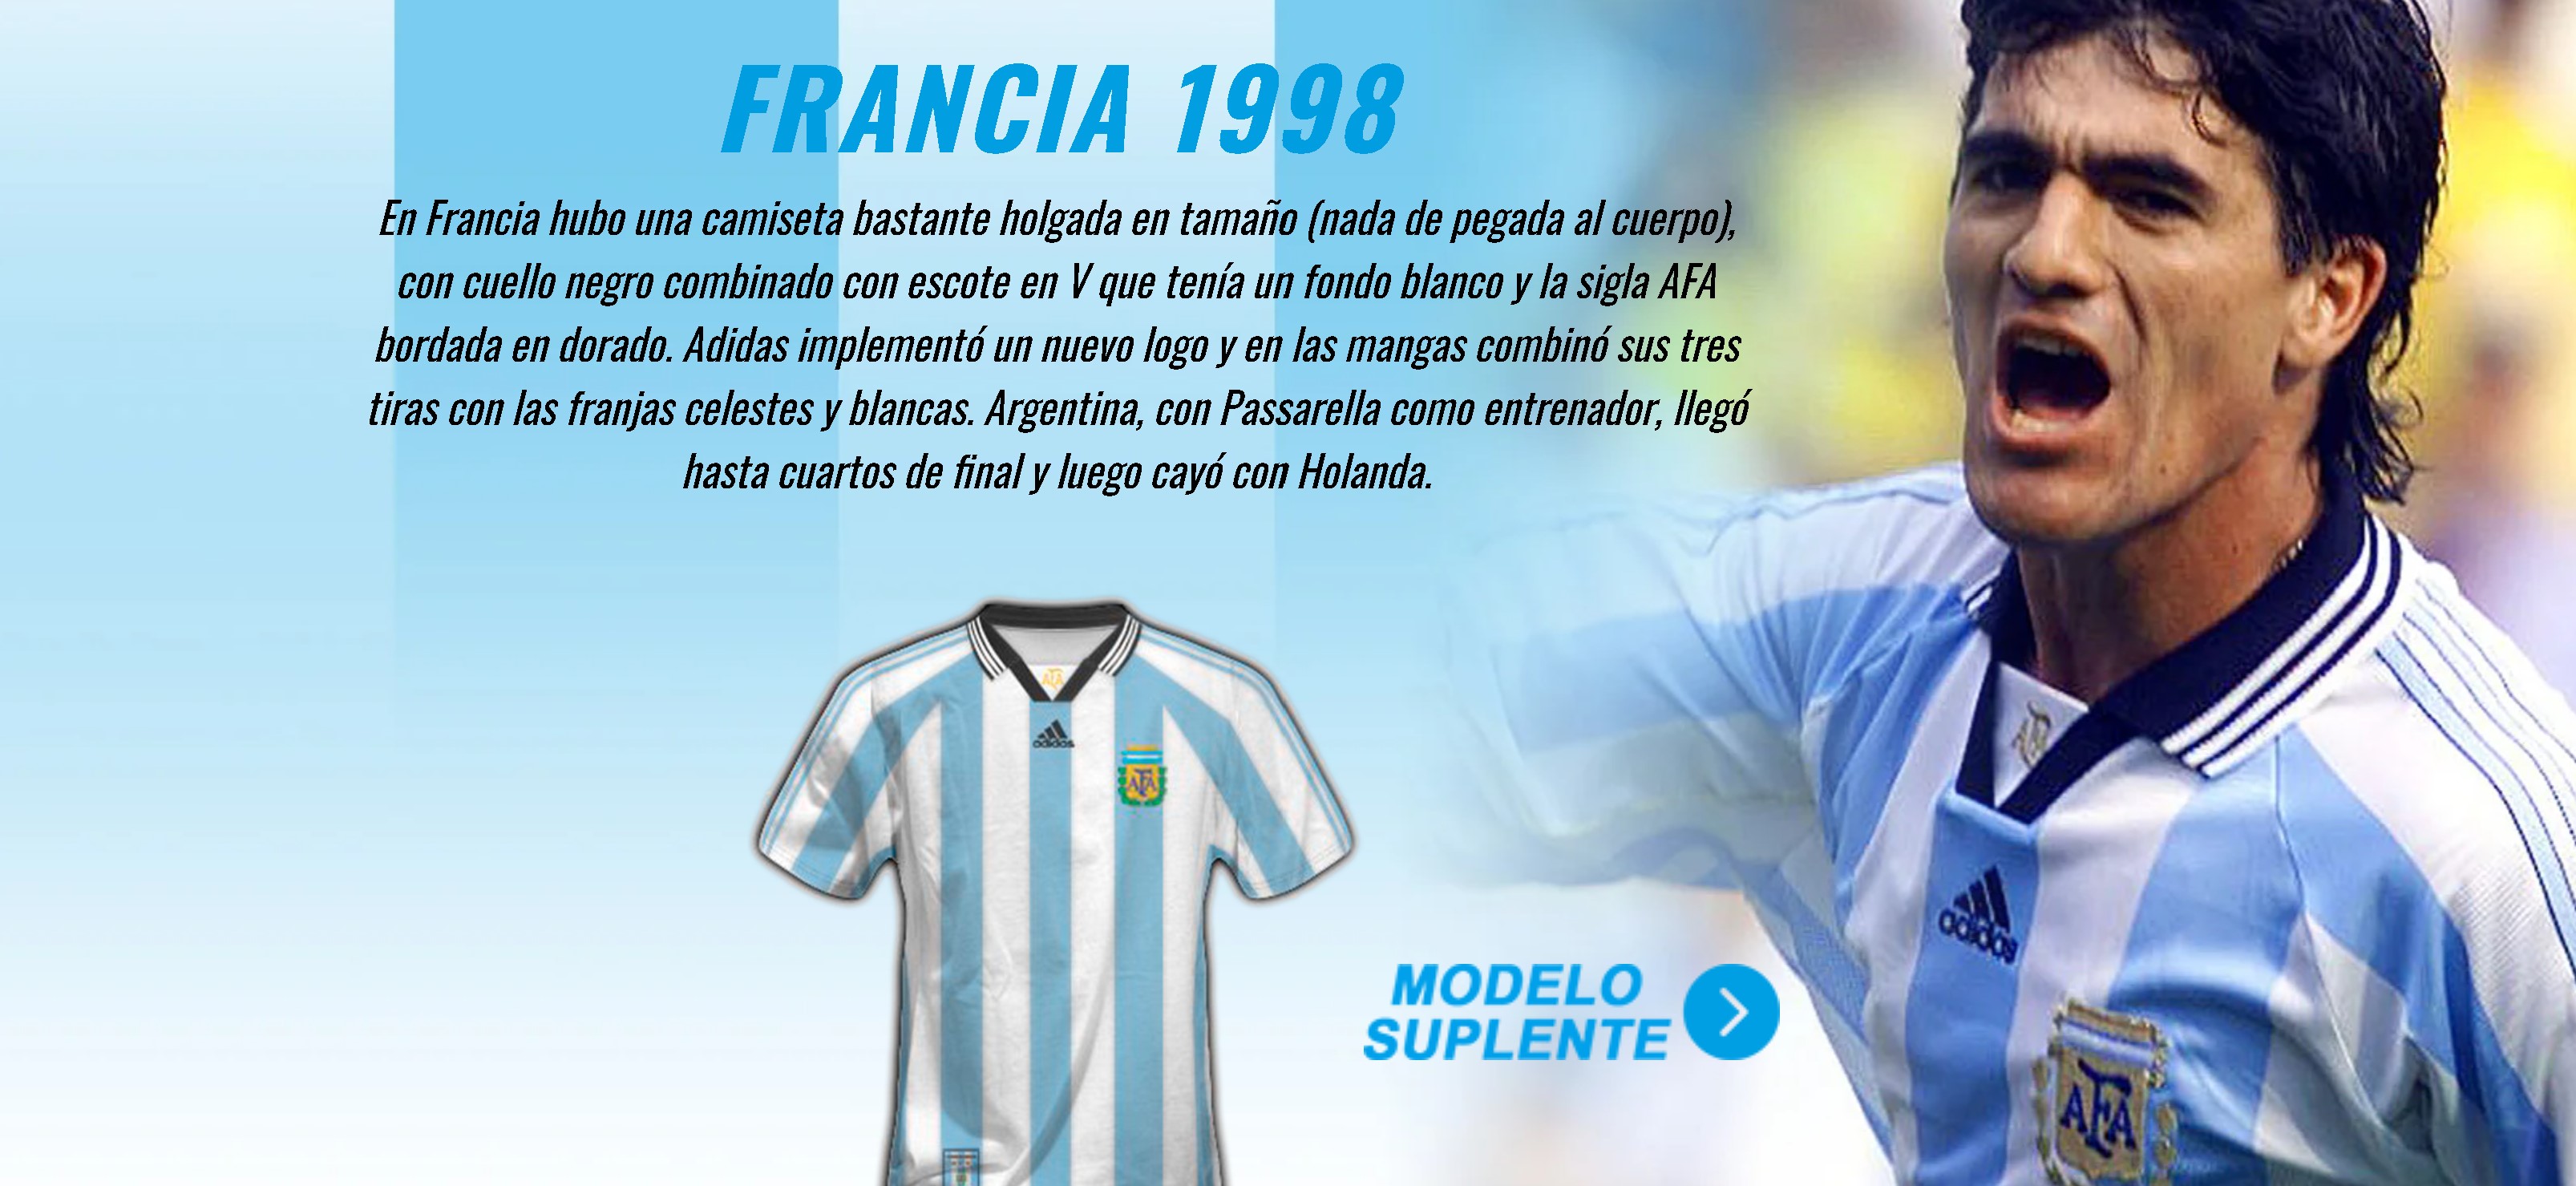 FRANCIA 1998
En Francia hubo una camiseta bastante holgada en tamaño (nada de pegada al cuerpo),
con cuello negro combinado con escote en V que tenía un fondo blanco y la sigla AFA
bordada en dorado. Adidas implementó un nuevo logo y en las mangas combinó sus tres
tiras con las franjas celestes y blancas. Argentina, con Passarella como entrenador, llegó
hasta cuartos de final y luego cayó con Holanda.
AFA
adidas
AFA
MODELO
SUPLENTE
AFA
adidas
AFA